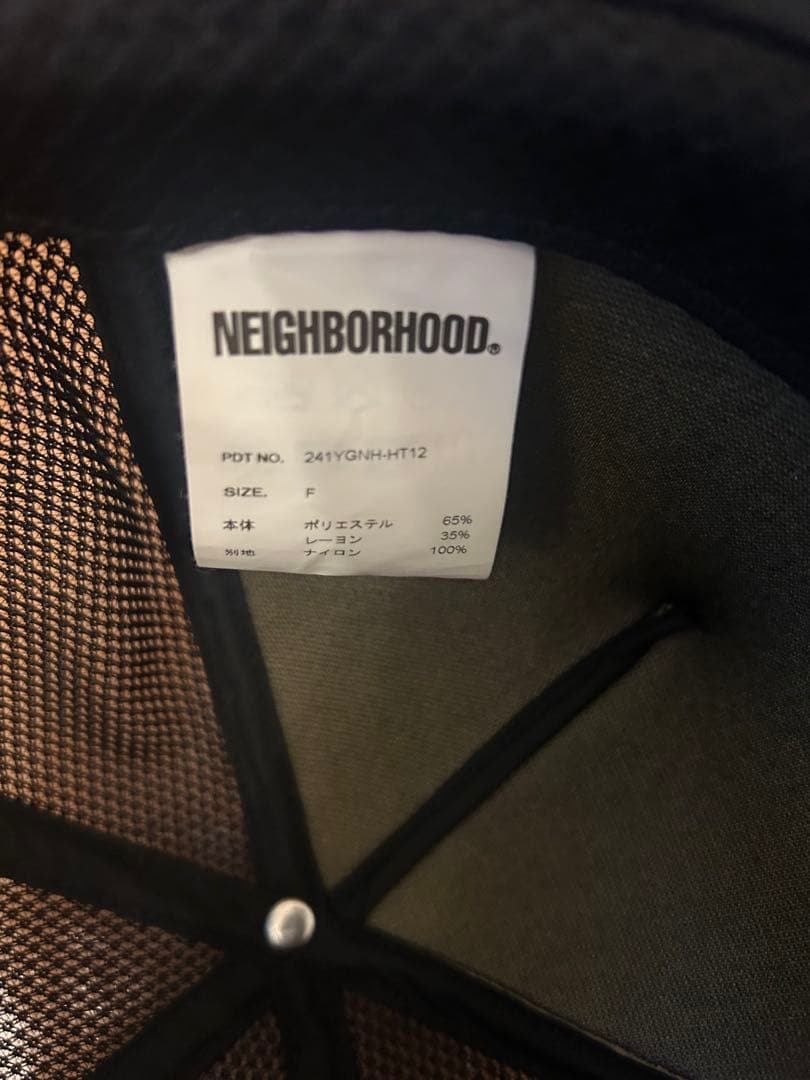 NEIGHBORHOOD®
PDT NO. 241YGNH-HT12
SIZE. F
本体 ポリエステル 65%
レーヨン 35%
別地 ナイロン 100%